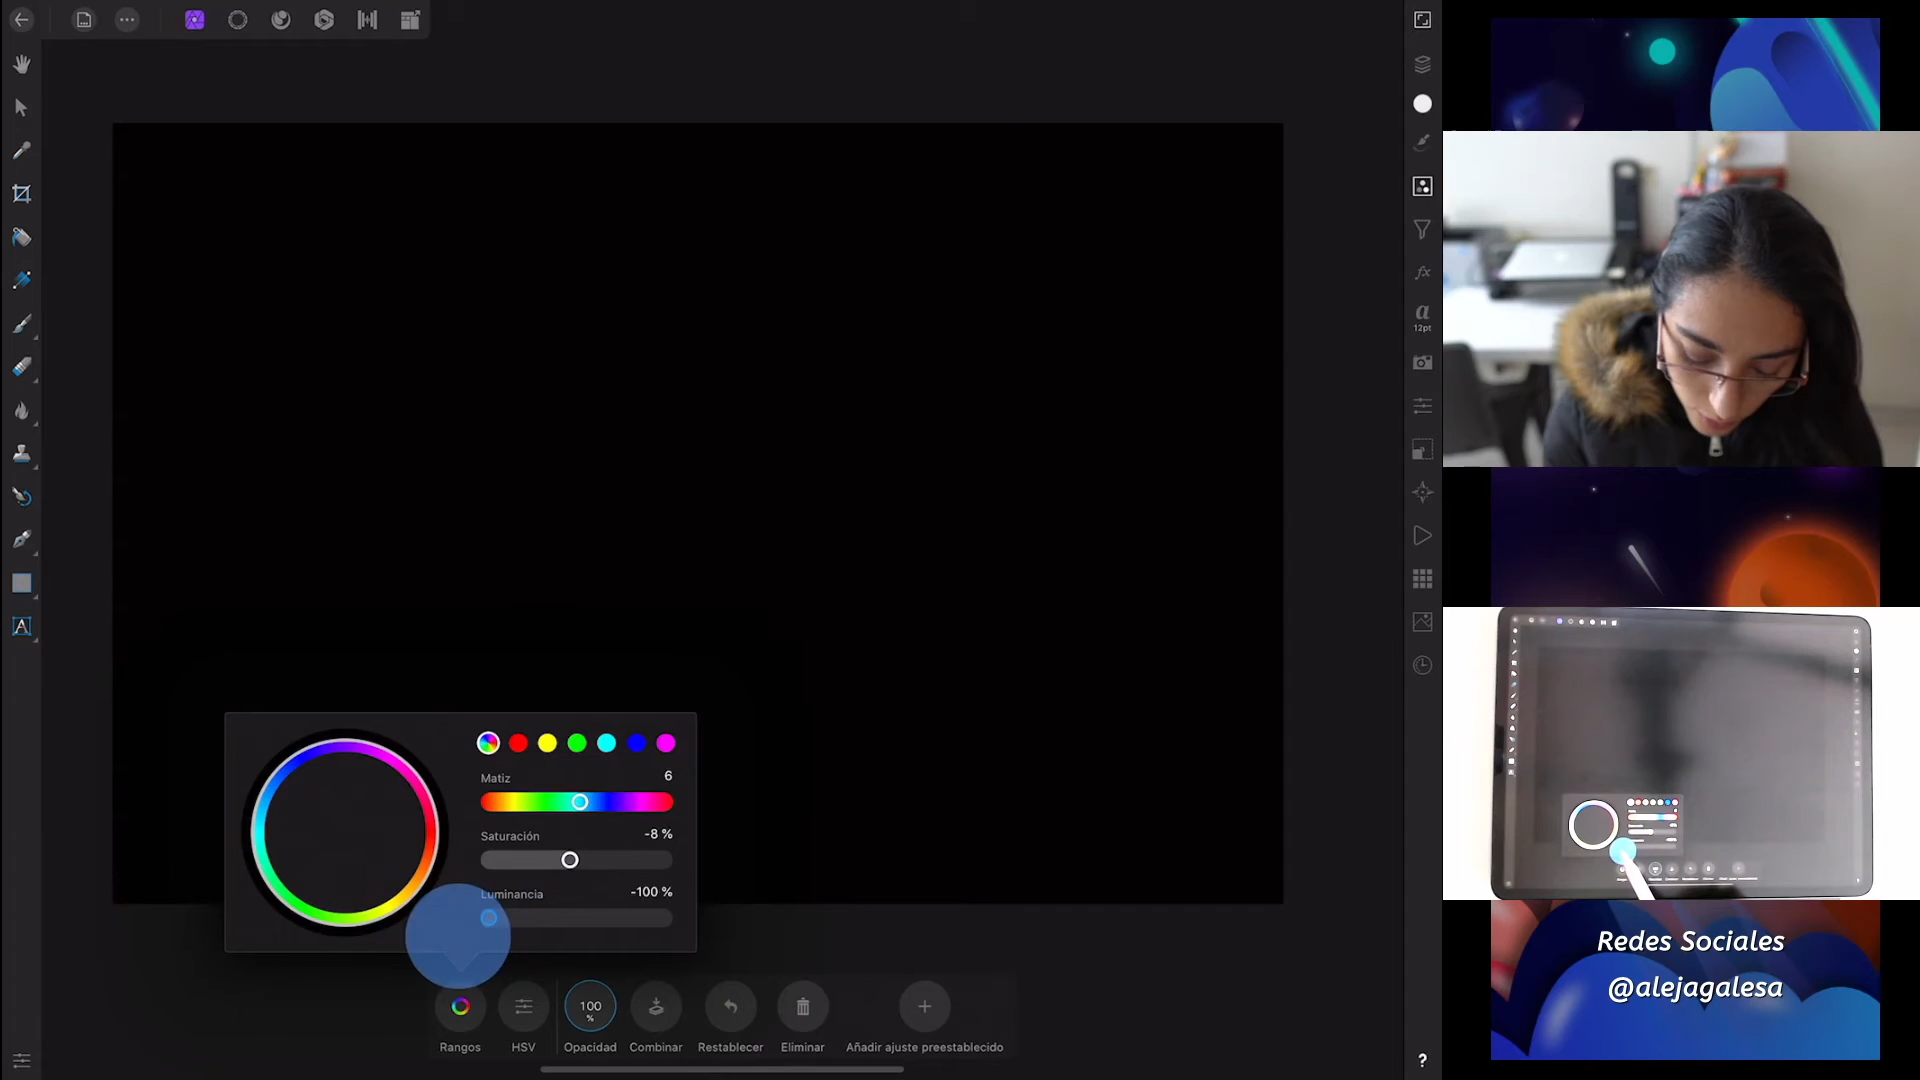 a
12pt
Matiz
6
Saturación
-8 %
Luminancia
-100 %
100
%
Rangos
HSV
Opacidad
Combinar
Restablecer
Eliminar
Añadir ajuste preestablecido
fx
A
?
Redes Sociales
@alejagalesa